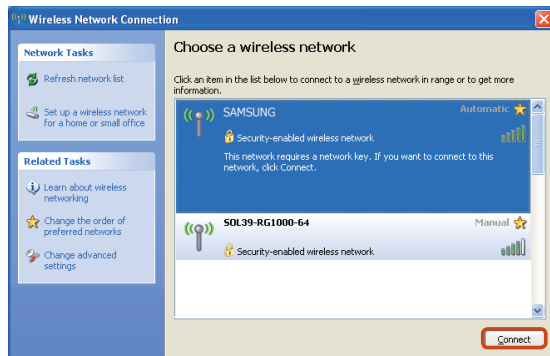 Wireless Network Connection
Network Tasks
Refresh network list
Set up a wireless network
for a home or small office
Related Tasks
Learn about wireless
networking
Change the order of
preferred networks
Change advanced
settings
Choose a wireless network
Click an item in the list below to connect to a wireless network in range or to get more
information.
SAMSUNG
Automatic
Security-enabled wireless network
This network requires a network key. If you want to connect to this
network, click Connect.
SOL39-RG1000-64
Manual
Security-enabled wireless network
Connect